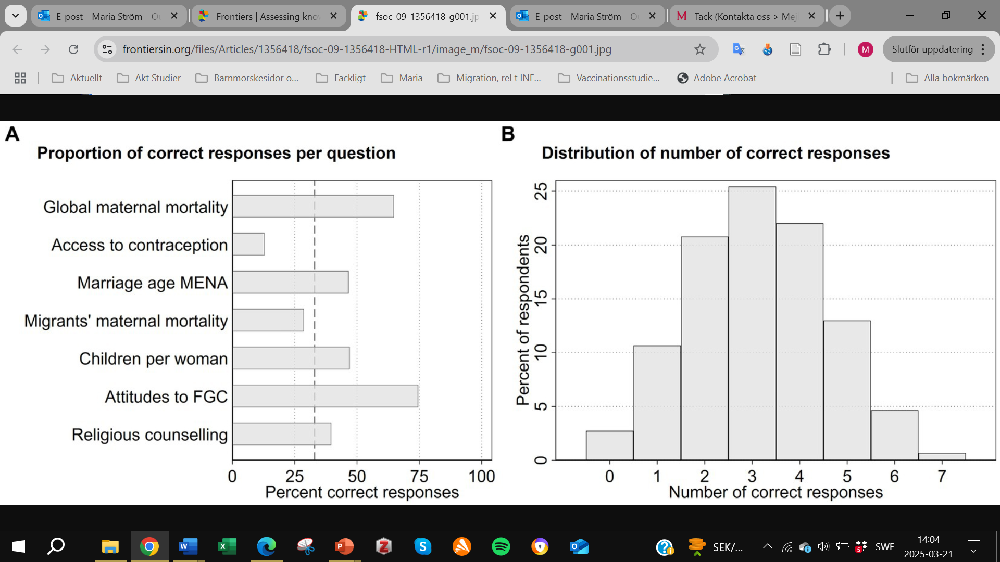 E-post - Maria Ström - Ou
Frontiers | Assessing know
fsoc-09-1356418-g001.jp
E-post - Maria Ström - O
Tack (Kontakta oss > Mejl
frontiersin.org/files/Articles/1356418/fsoc-09-1356418-HTML-r1/image_m/fsoc-09-1356418-g001.jpg
M
Slutför uppdatering
Aktuellt
Akt Studier
Barnmorskesidor o...
Fackligt
Maria
Migration, rel t INF...
Vaccinationsstudie...
Adobe Acrobat
Alla bokmärken
A
Proportion of correct responses per question
Global maternal mortality
Access to contraception
Marriage age MENA
Migrants' maternal mortality
Children per woman
Attitudes to FGC
Religious counselling
0 25 50 75 100
Percent correct responses
B
Distribution of number of correct responses
Percent of respondents
25
20
15
10
5
0
0 1 2 3 4 5 6 7
Number of correct responses
SEK/...
5
SWE
14:04
2025-03-21